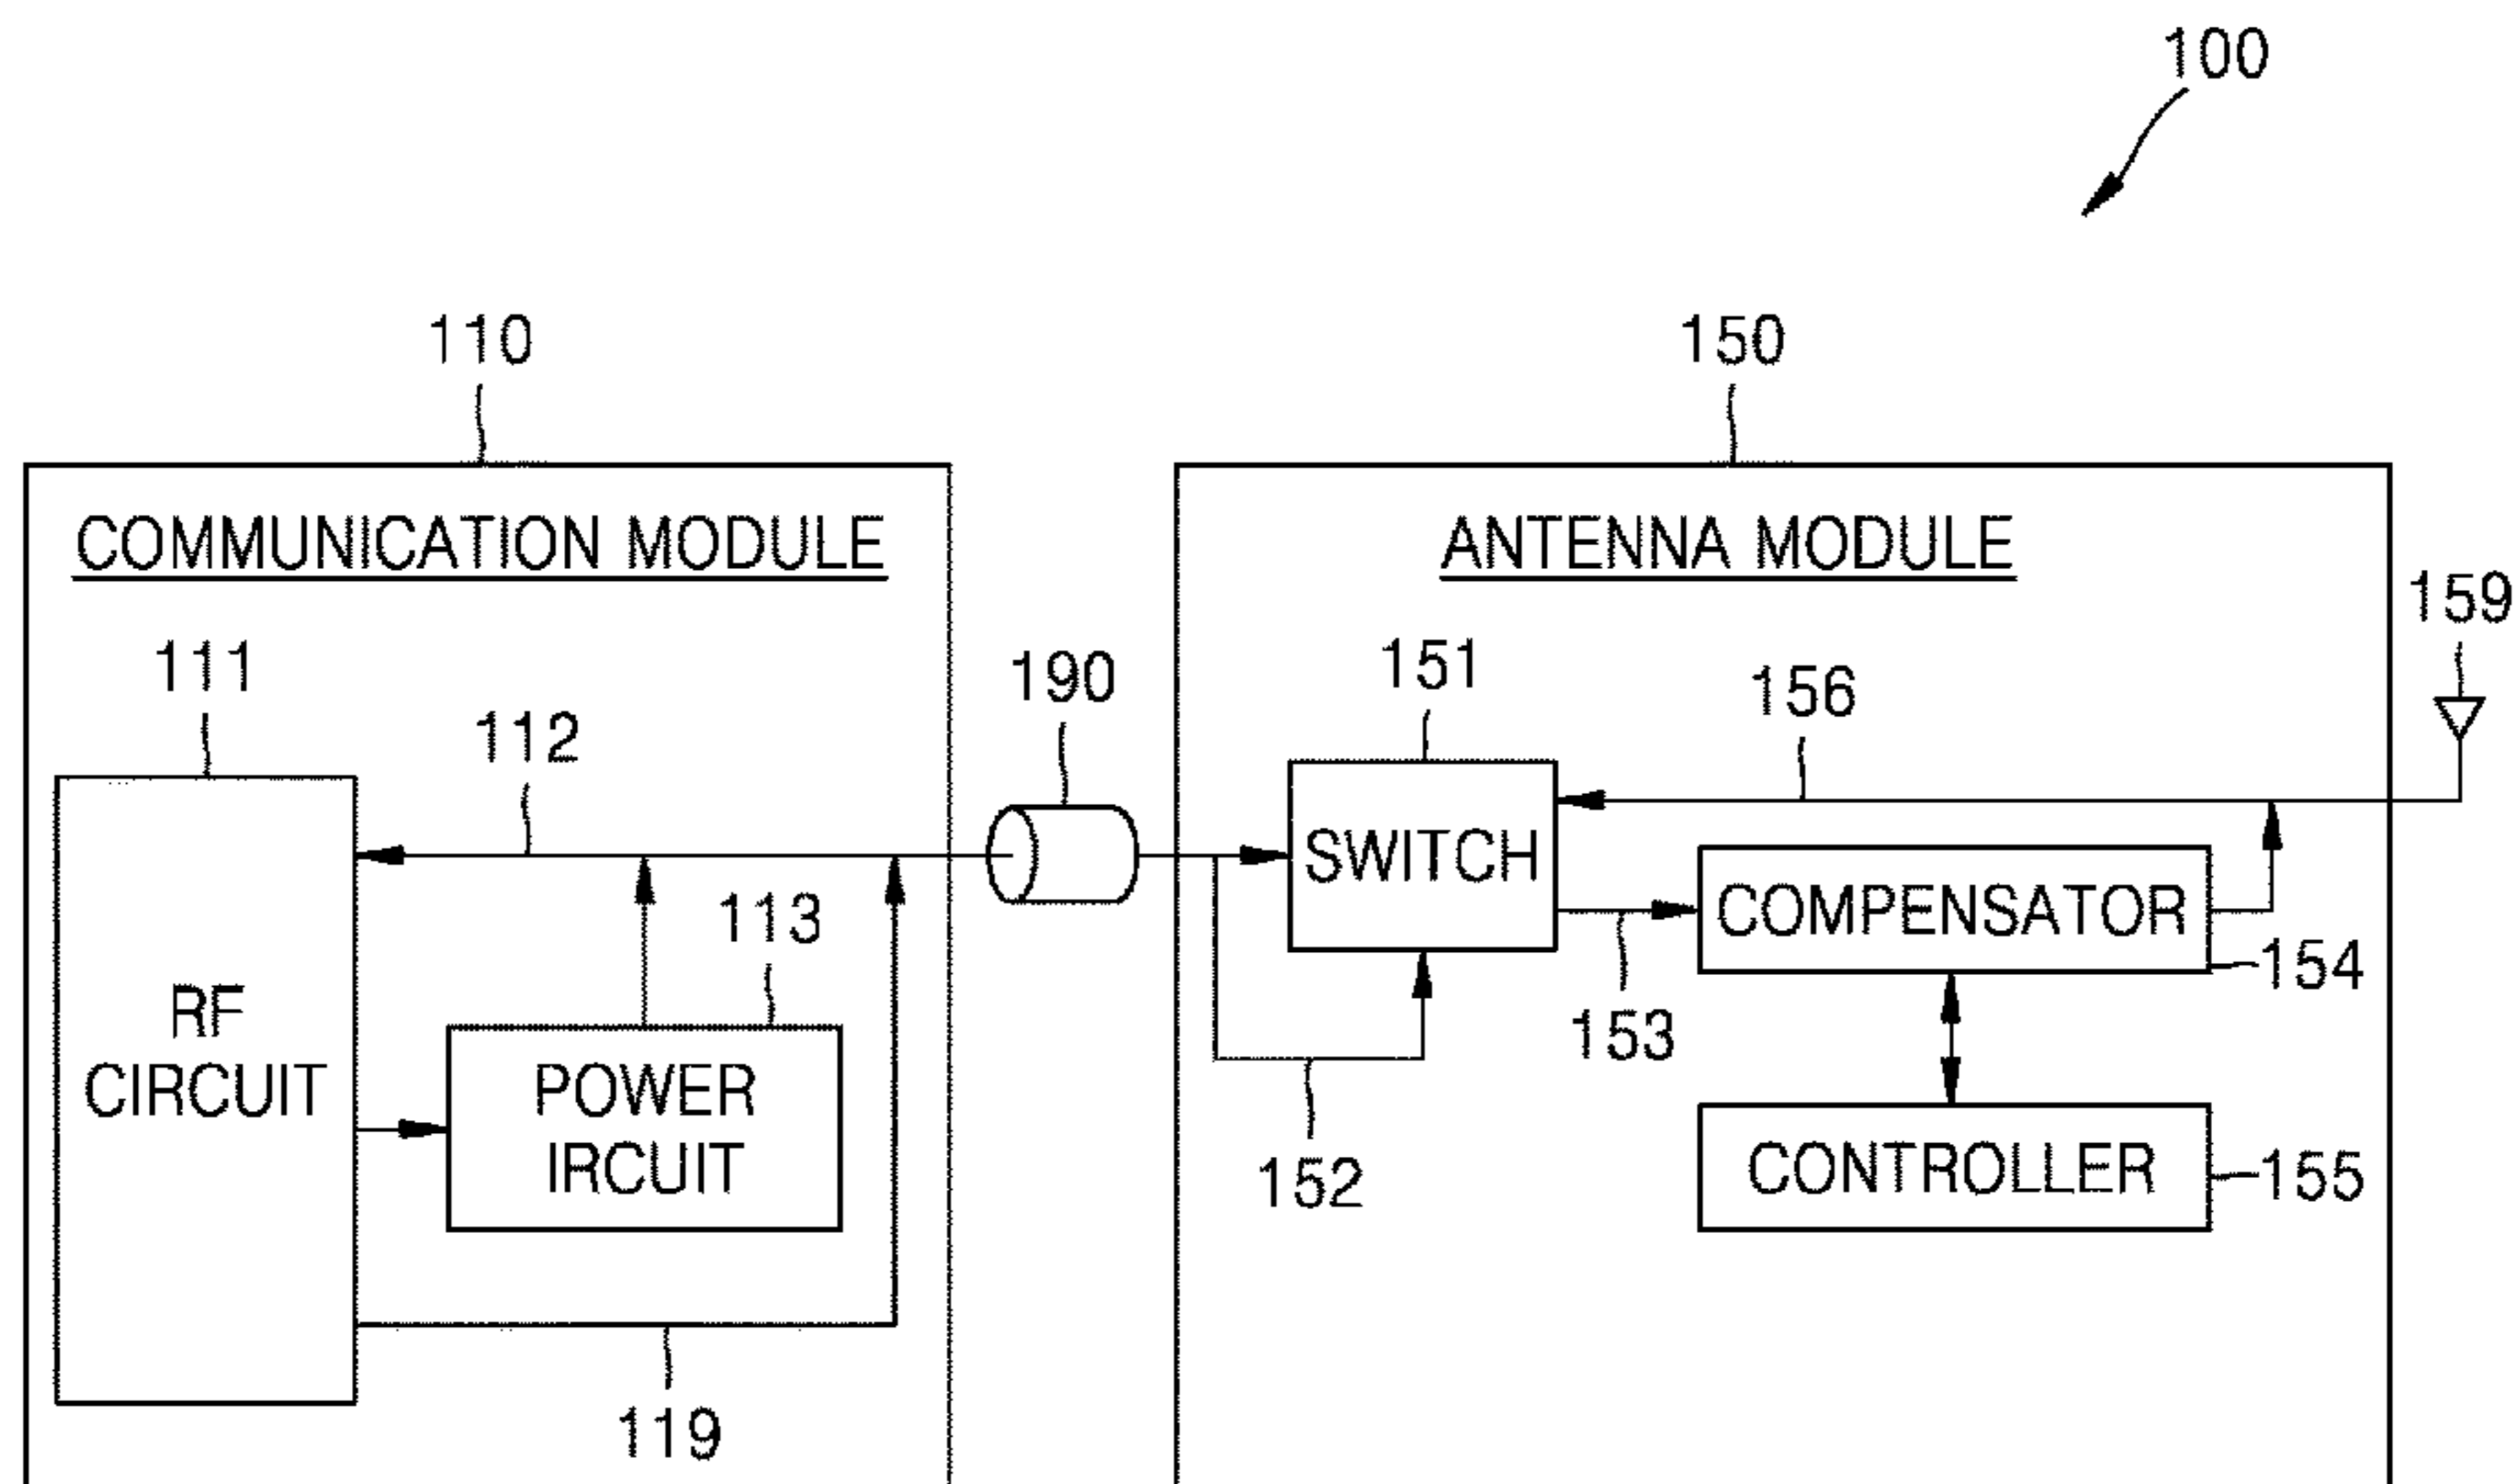 100
110
150
COMMUNICATION MODULE
ANTENNA MODULE
159
111
190
151
156
112
SWITCH
113
COMPENSATOR
154
RF
CIRCUIT
153
POWER
IRCUIT
CONTROLLER
155
152
119